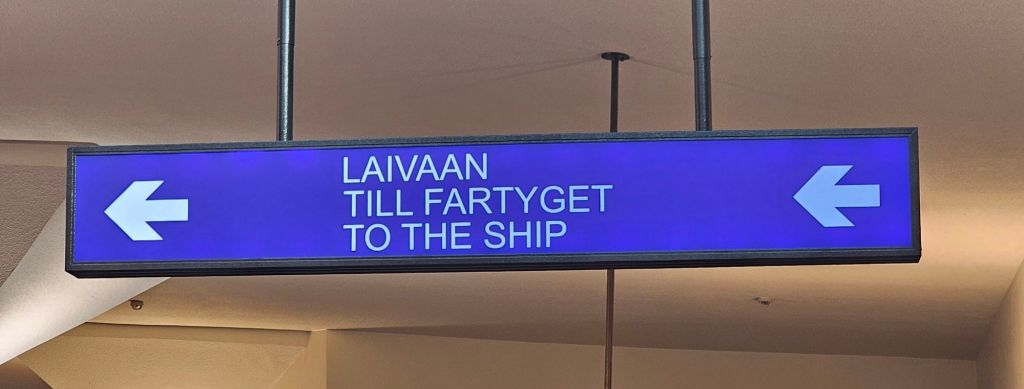 LAIVAAN
TILL FARTYGET
TO THE SHIP